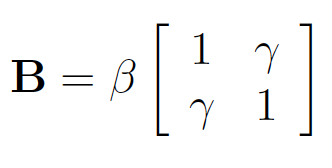 B = β [ 1 γ
γ 1 ]